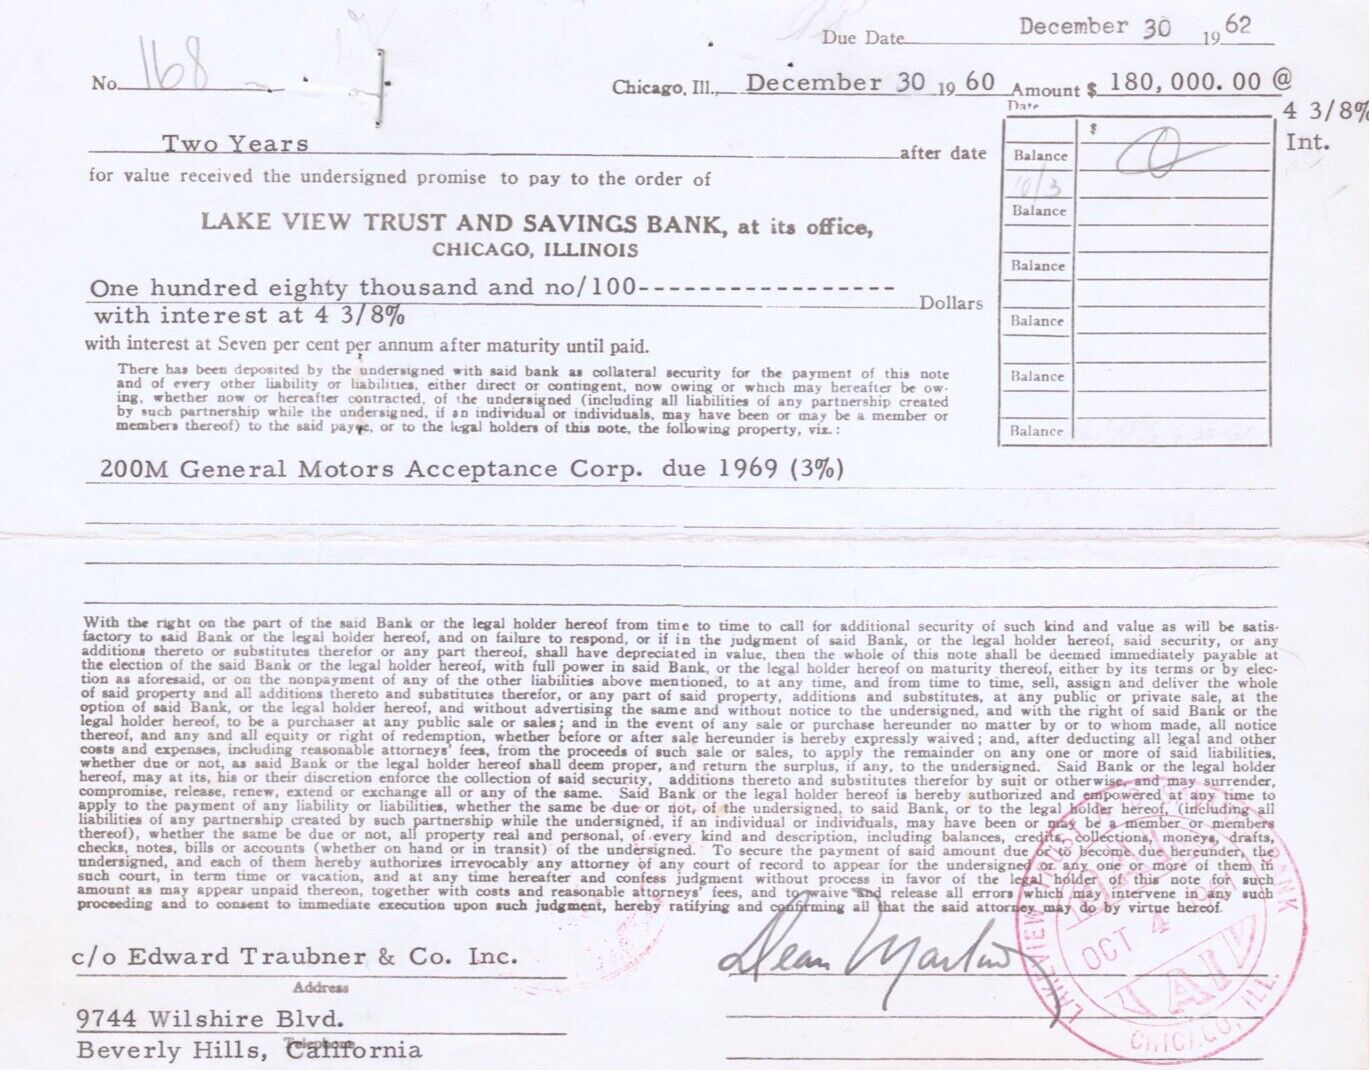 Due Date December 30 1962
No. 168
Chicago, Ill., December 30 1960 Amount $ 180,000.00 @
4 3/8%
Int.
Date
$
Two Years after date
Balance
0
for value received the undersigned promise to pay to the order of
10/3
Balance
LAKE VIEW TRUST AND SAVINGS BANK, at its office,
CHICAGO, ILLINOIS
Balance
One hundred eighty thousand and no/100----------------- Dollars
with interest at 4 3/8%
Balance
with interest at Seven per cent per annum after maturity until paid.
There has been deposited by the undersigned with said bank as collateral security for the payment of this note
and of every other liability or liabilities, either direct or contingent, now owing or which may hereafter be ow-
ing, whether now or hereafter contracted, of the undersigned (including all liabilities of any partnership created
by such partnership while the undersigned, if an individual or individuals, may have been or may be a member or
members thereof) to the said payee, or to the legal holders of this note, the following property, viz.:
Balance
Balance
200M General Motors Acceptance Corp. due 1969 (3%)
With the right on the part of the said Bank or the legal holder hereof from time to time to call for additional security of such kind and value as will be satis-
factory to said Bank or the legal holder hereof, and on failure to respond, or if in the judgment of said Bank, or the legal holder hereof, said security, or any
additions thereto or substitutes therefor or any part thereof, shall have depreciated in value, then the whole of this note shall be deemed immediately payable at
the election of the said Bank or the legal holder hereof, with full power in said Bank, or the legal holder hereof on maturity thereof, either by its terms or by elec-
tion as aforesaid, or on the nonpayment of any of the other liabilities above mentioned, to at any time, and from time to time, sell, assign and deliver the whole
of said property and all additions thereto and substitutes therefor, or any part of said property, additions and substitutes, at any public or private sale, at the
option of said Bank, or the legal holder hereof, and without advertising the same and without notice to the undersigned, and with the right of said Bank or the
legal holder hereof, to be a purchaser at any public sale or sales; and in the event of any sale or purchase hereunder no matter by or to whom made, all notice
thereof, and any and all equity or right of redemption, whether before or after sale hereunder is hereby expressly waived; and, after deducting all legal and other
costs and expenses, including reasonable attorneys' fees, from the proceeds of such sale or sales, to apply the remainder on any one or more of said liabilities,
whether due or not, as said Bank or the legal holder hereof shall deem proper, and return the surplus, if any, to the undersigned. Said Bank or the legal holder
hereof, may at its, his or their discretion enforce the collection of said security, additions thereto and substitutes therefor by suit or otherwise, and may surrender,
compromise, release, renew, extend or exchange all or any of the same. Said Bank or the legal holder hereof is hereby authorized and empowered at any time to
apply to the payment of any liability or liabilities, whether the same be due or not, of the undersigned, to said Bank, or to the legal holder hereof, (including all
liabilities of any partnership created by such partnership while the undersigned, if an individual or individuals, may have been or may be a member or members
thereof), whether the same be due or not, all property real and personal, of every kind and description, including balances, credits, collections, moneys, drafts,
checks, notes, bills or accounts (whether on hand or in transit) of the undersigned. To secure the payment of said amount due or to become due hereunder, the
undersigned, and each of them hereby authorizes irrevocably any attorney of any court of record to appear for the undersigned or any one or more of them in
such court, in term time or vacation, and at any time hereafter and confess judgment without process in favor of the legal holder of this note for such
amount as may appear unpaid thereon, together with costs and reasonable attorneys' fees, and to waive and release all errors which may intervene in any such
proceeding and to consent to immediate execution upon such judgment, hereby ratifying and confirming all that the said attorney may do by virtue hereof.
c/o Edward Traubner & Co. Inc.
Address
Dean Martin
LAKEVIEW TRUST BANK
PAID
OCT 4
PAID
CHICAGO, ILL.
9744 Wilshire Blvd.
Telephone
Beverly Hills, California